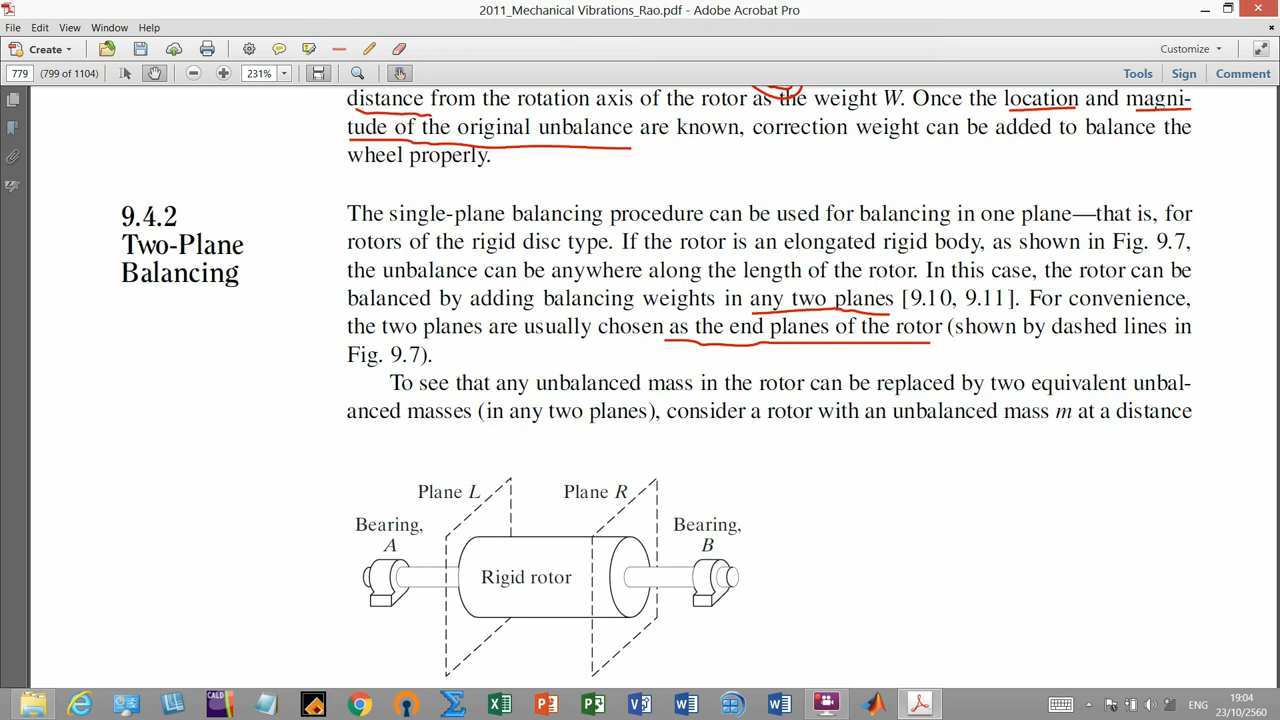 2011_Mechanical Vibrations_Rao.pdf - Adobe Acrobat Pro
File Edit View Window Help
Create
Customize
779 (799 of 1104)
231%
Tools Sign Comment
distance from the rotation axis of the rotor as the weight W. Once the location and magni-
tude of the original unbalance are known, correction weight can be added to balance the
wheel properly.
9.4.2
Two-Plane
Balancing
The single-plane balancing procedure can be used for balancing in one plane—that is, for
rotors of the rigid disc type. If the rotor is an elongated rigid body, as shown in Fig. 9.7,
the unbalance can be anywhere along the length of the rotor. In this case, the rotor can be
balanced by adding balancing weights in any two planes [9.10, 9.11]. For convenience,
the two planes are usually chosen as the end planes of the rotor (shown by dashed lines in
Fig. 9.7).
To see that any unbalanced mass in the rotor can be replaced by two equivalent unbal-
anced masses (in any two planes), consider a rotor with an unbalanced mass m at a distance
Plane L
Plane R
Bearing,
A
Bearing,
B
Rigid rotor
CALD
ENG
19:04
23/10/2560